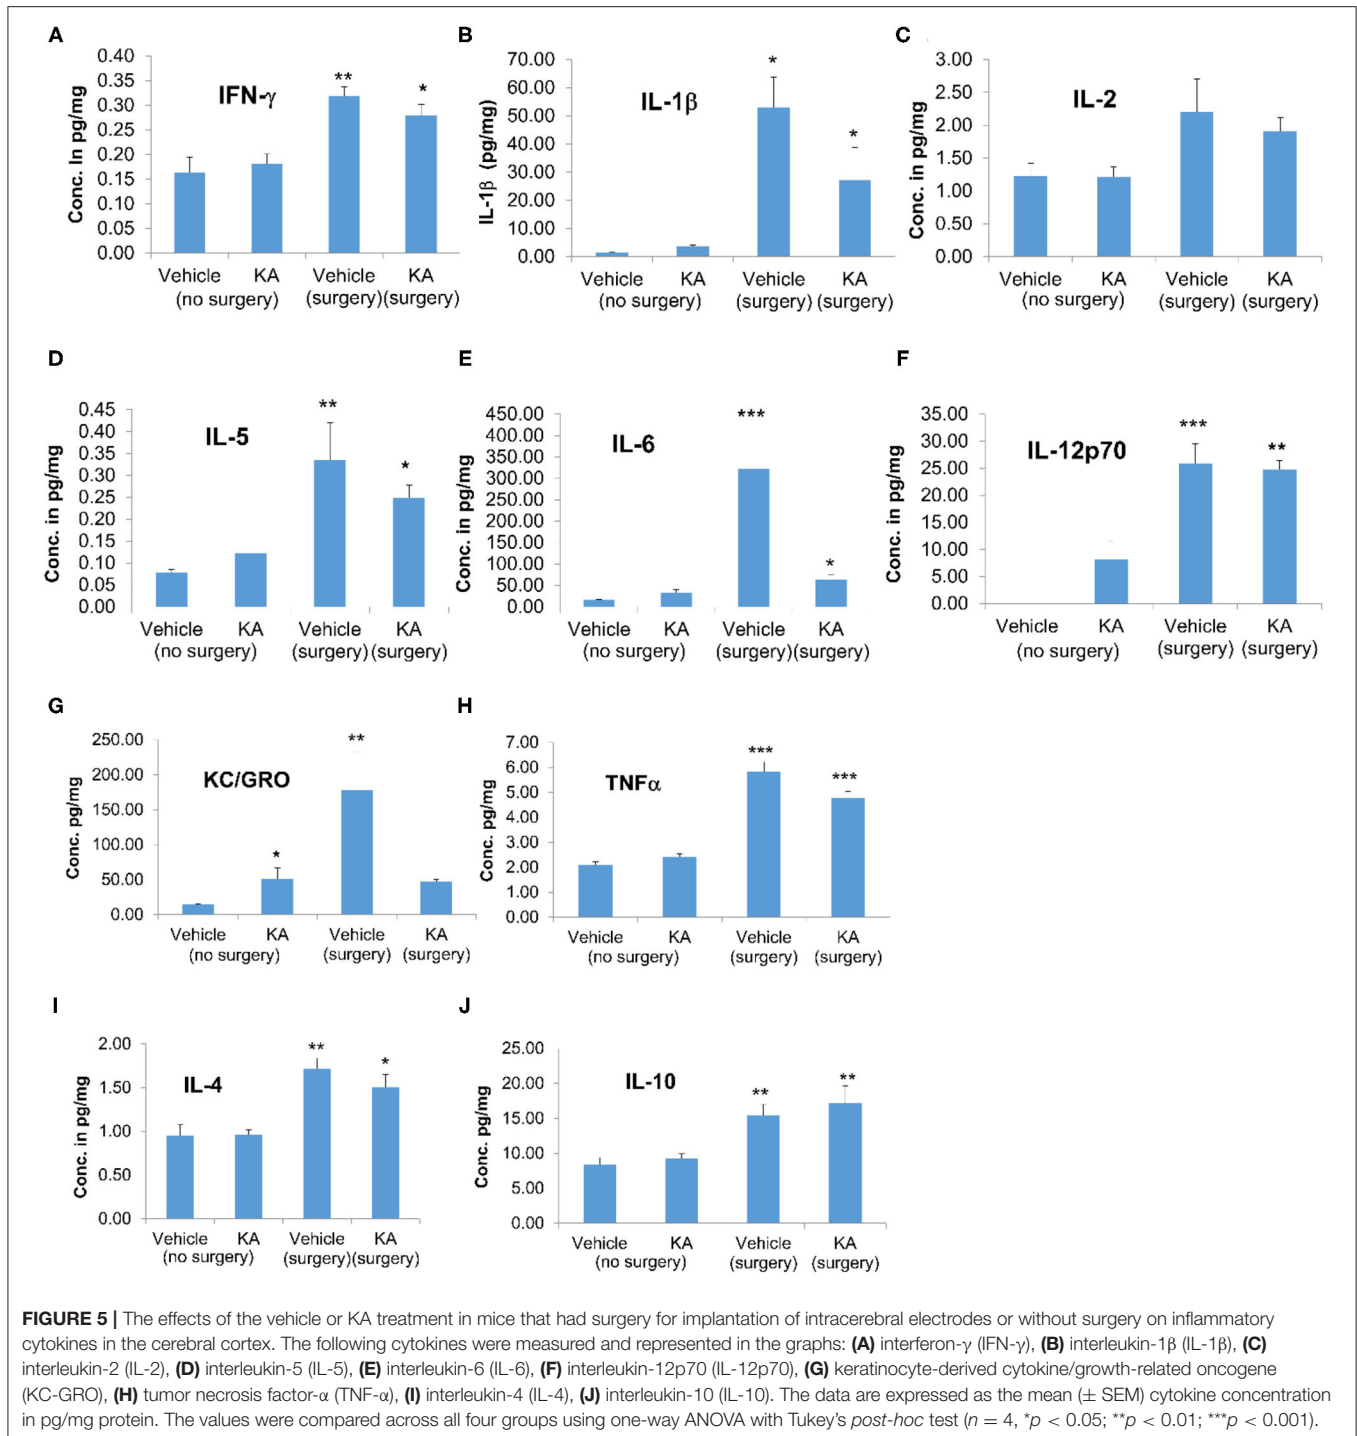 A
0.40
0.35
0.30
0.25
0.20
0.15
0.10
0.05
0.00
Conc. In pg/mg
IFN-γ
**
*
Vehicle KA Vehicle KA
(no surgery) (surgery)(surgery)
B
70.00
60.00
50.00
40.00
30.00
20.00
10.00
0.00
IL-1β (pg/mg)
IL-1β
*
*
Vehicle KA Vehicle KA
(no surgery) (surgery) (surgery)
C
3.00
2.50
2.00
1.50
1.00
0.50
0.00
Conc. in pg/mg
IL-2
Vehicle KA Vehicle KA
(no surgery) (surgery) (surgery)
D
0.45
0.40
0.35
0.30
0.25
0.20
0.15
0.10
0.05
0.00
Conc. in pg/mg
IL-5
**
*
Vehicle KA Vehicle KA
(no surgery) (surgery) (surgery)
E
450.00
400.00
350.00
300.00
250.00
200.00
150.00
100.00
50.00
0.00
Conc. in pg/mg
IL-6
***
*
Vehicle KA Vehicle KA
(no surgery) (surgery)(surgery)
F
35.00
30.00
25.00
20.00
15.00
10.00
5.00
0.00
Conc. in pg/mg
IL-12p70
***
**
Vehicle KA Vehicle KA
(no surgery) (surgery) (surgery)
G
250.00
200.00
150.00
100.00
50.00
0.00
Conc. pg/mg
KC/GRO
*
**
Vehicle KA Vehicle KA
(no surgery) (surgery) (surgery)
H
7.00
6.00
5.00
4.00
3.00
2.00
1.00
0.00
Conc. pg/mg
TNFα
***
***
Vehicle KA Vehicle KA
(no surgery) (surgery) (surgery)
I
2.00
1.50
1.00
0.50
0.00
Conc. in pg/mg
IL-4
**
*
Vehicle KA Vehicle KA
(no surgery) (surgery)(surgery)
J
25.00
20.00
15.00
10.00
5.00
0.00
Conc. pg/mg
IL-10
**
**
Vehicle KA Vehicle KA
(no surgery) (surgery) (surgery)
FIGURE 5 | The effects of the vehicle or KA treatment in mice that had surgery for implantation of intracerebral electrodes or without surgery on inflammatory
cytokines in the cerebral cortex. The following cytokines were measured and represented in the graphs: (A) interferon-γ (IFN-γ), (B) interleukin-1β (IL-1β), (C)
interleukin-2 (IL-2), (D) interleukin-5 (IL-5), (E) interleukin-6 (IL-6), (F) interleukin-12p70 (IL-12p70), (G) keratinocyte-derived cytokine/growth-related oncogene
(KC-GRO), (H) tumor necrosis factor-α (TNF-α), (I) interleukin-4 (IL-4), (J) interleukin-10 (IL-10). The data are expressed as the mean (± SEM) cytokine concentration
in pg/mg protein. The values were compared across all four groups using one-way ANOVA with Tukey's post-hoc test (n = 4, *p < 0.05; **p < 0.01; ***p < 0.001).